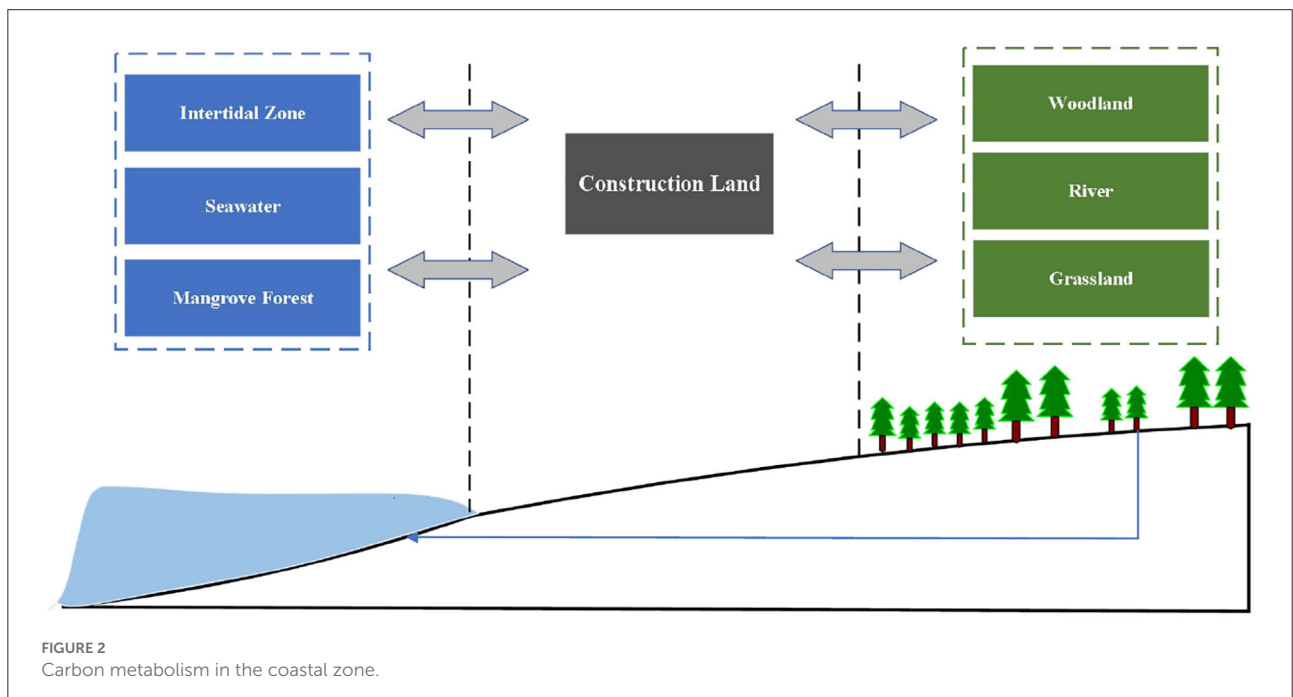 Intertidal Zone
Seawater
Mangrove Forest
Construction Land
Woodland
River
Grassland
FIGURE 2
Carbon metabolism in the coastal zone.